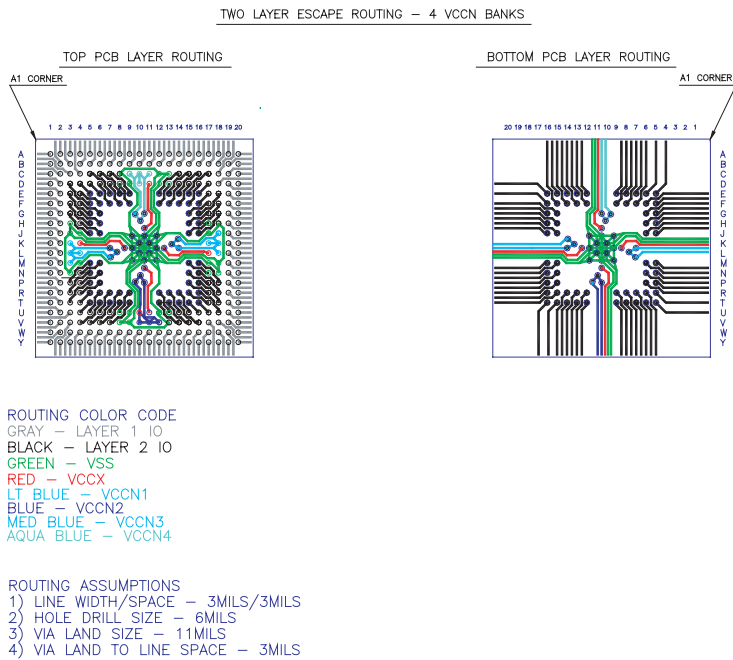 TWO LAYER ESCAPE ROUTING – 4 VCCN BANKS
TOP PCB LAYER ROUTING
BOTTOM PCB LAYER ROUTING
A1 CORNER
A1 CORNER
1 2 3 4 5 6 7 8 9 10 11 12 13 14 15 16 17 18 19 20
20 19 18 17 16 15 14 13 12 11 10 9 8 7 6 5 4 3 2 1
A
B
C
D
E
F
G
H
J
K
L
M
N
P
R
T
U
V
W
Y
A
B
C
D
E
F
G
H
J
K
L
M
N
P
R
T
U
V
W
Y
ROUTING COLOR CODE
GRAY – LAYER 1 IO
BLACK – LAYER 2 IO
GREEN – VSS
RED – VCCX
LT BLUE – VCCN1
BLUE – VCCN2
MED BLUE – VCCN3
AQUA BLUE – VCCN4
ROUTING ASSUMPTIONS
1) LINE WIDTH/SPACE – 3MILS/3MILS
2) HOLE DRILL SIZE – 6MILS
3) VIA LAND SIZE – 11MILS
4) VIA LAND TO LINE SPACE – 3MILS